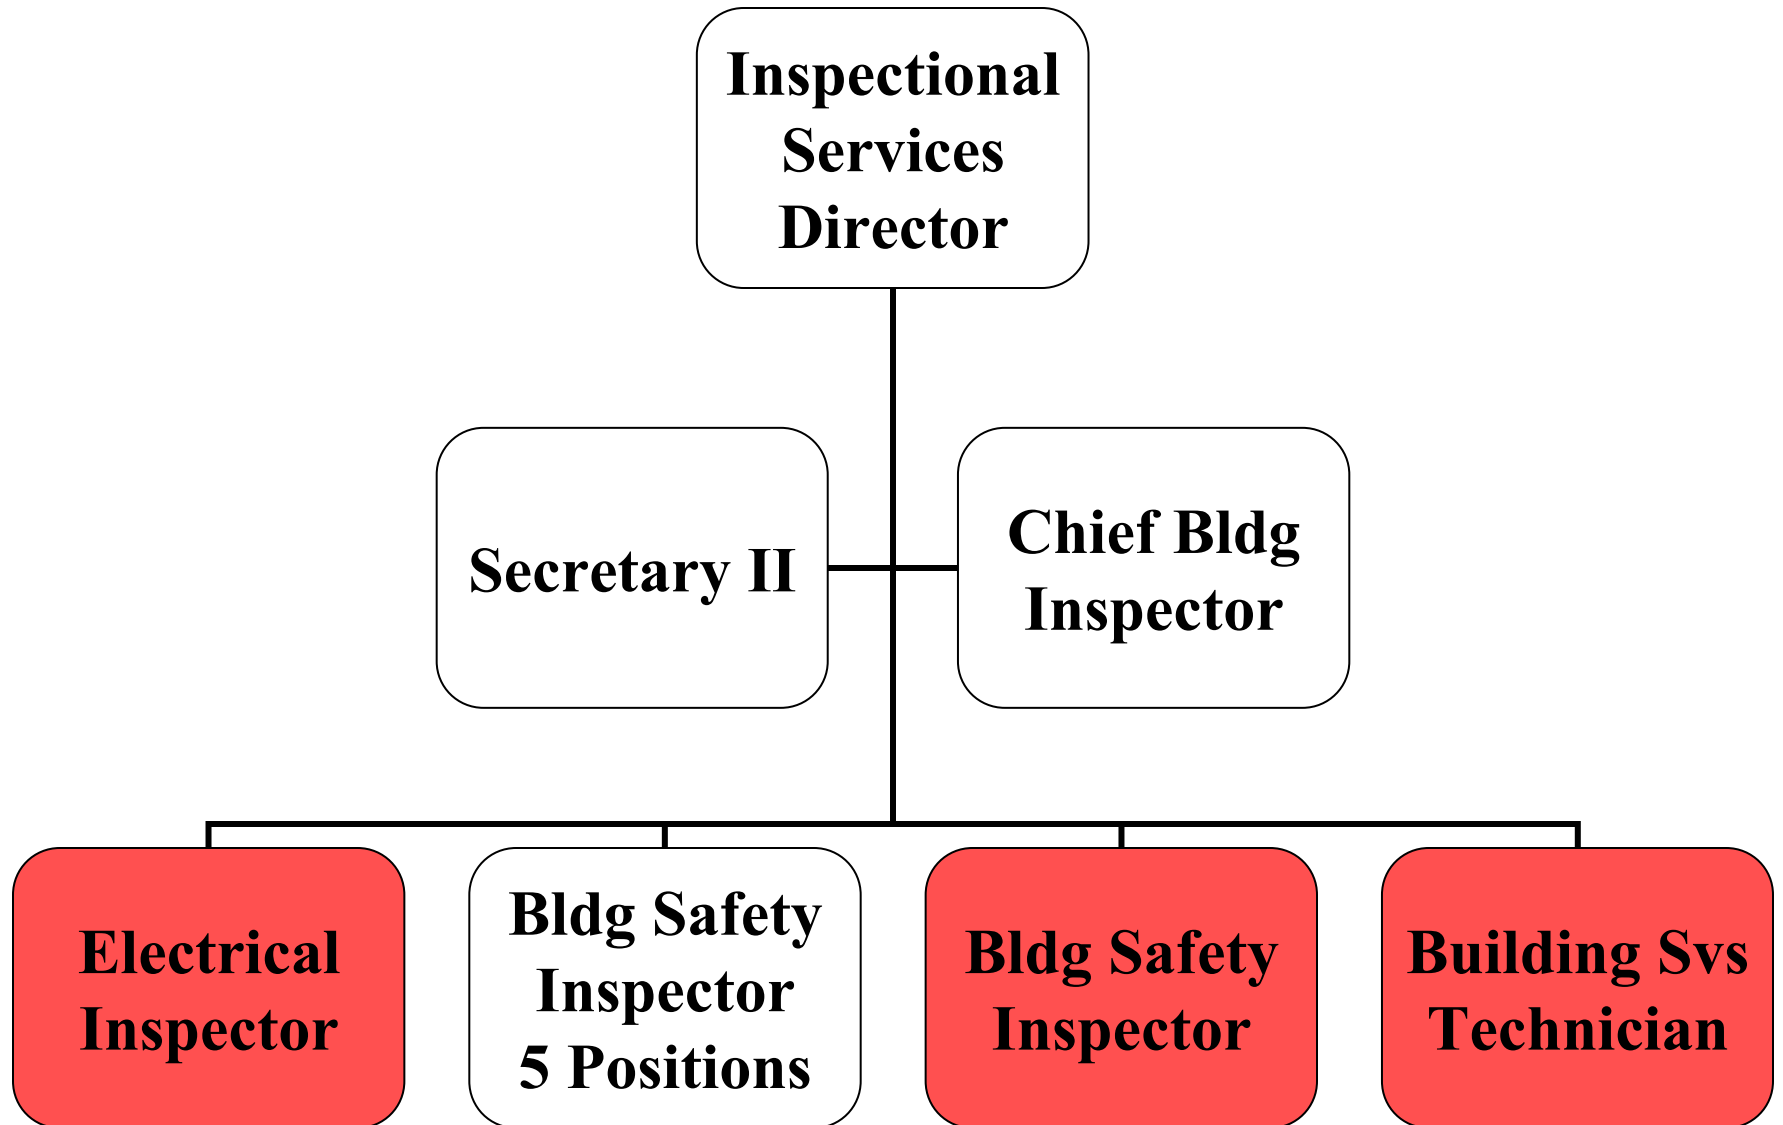 Inspectional
Services
Director
Secretary II
Chief Bldg
Inspector
Electrical
Inspector
Bldg Safety
Inspector
5 Positions
Bldg Safety
Inspector
Building Svs
Technician